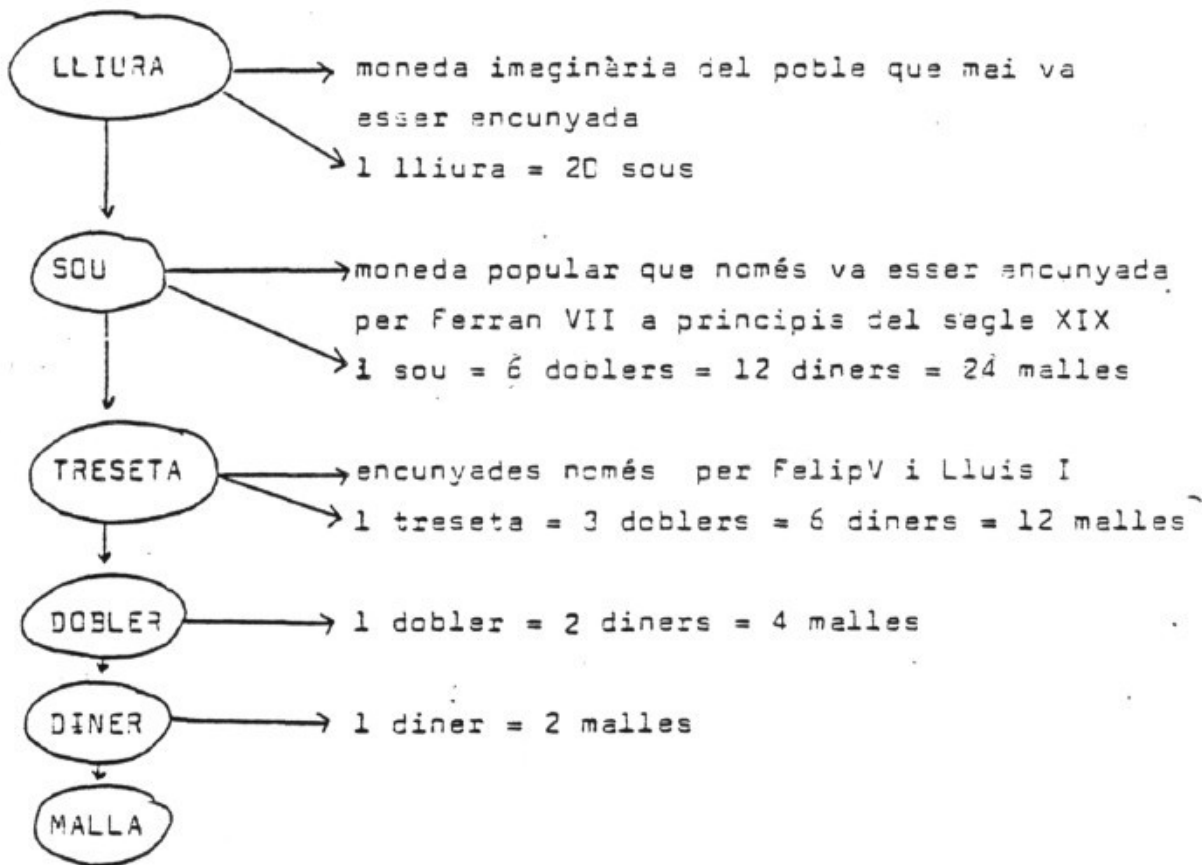 LLIURA
moneda imaginària del poble que mai va
esser encunyada
1 lliura = 20 sous
SOU
moneda popular que només va esser encunyada
per Ferran VII a principis del segle XIX
1 sou = 6 doblers = 12 diners = 24 malles
TRESETA
encunyades només per FelipV i Lluis I
1 treseta = 3 doblers = 6 diners = 12 malles
DOBLER
1 dobler = 2 diners = 4 malles
DINER
1 diner = 2 malles
MALLA